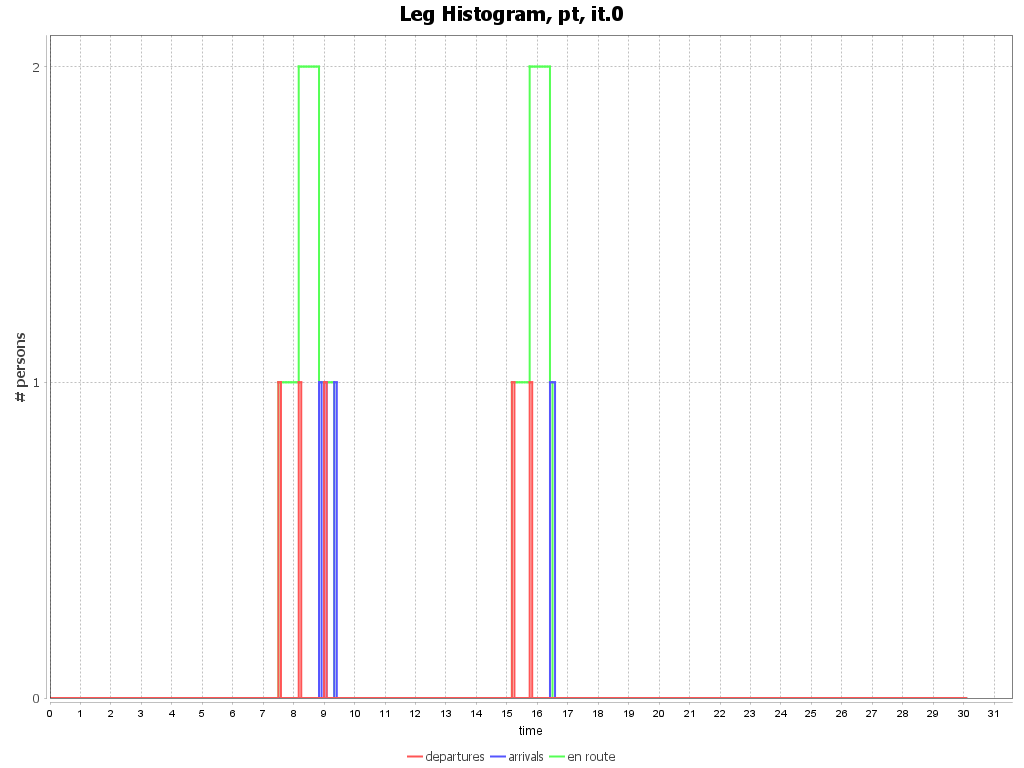 Leg Histogram, pt, it.0
# persons
2
1
0
0 1 2 3 4 5 6 7 8 9 10 11 12 13 14 15 16 17 18 19 20 21 22 23 24 25 26 27 28 29 30 31
time
departures arrivals en route